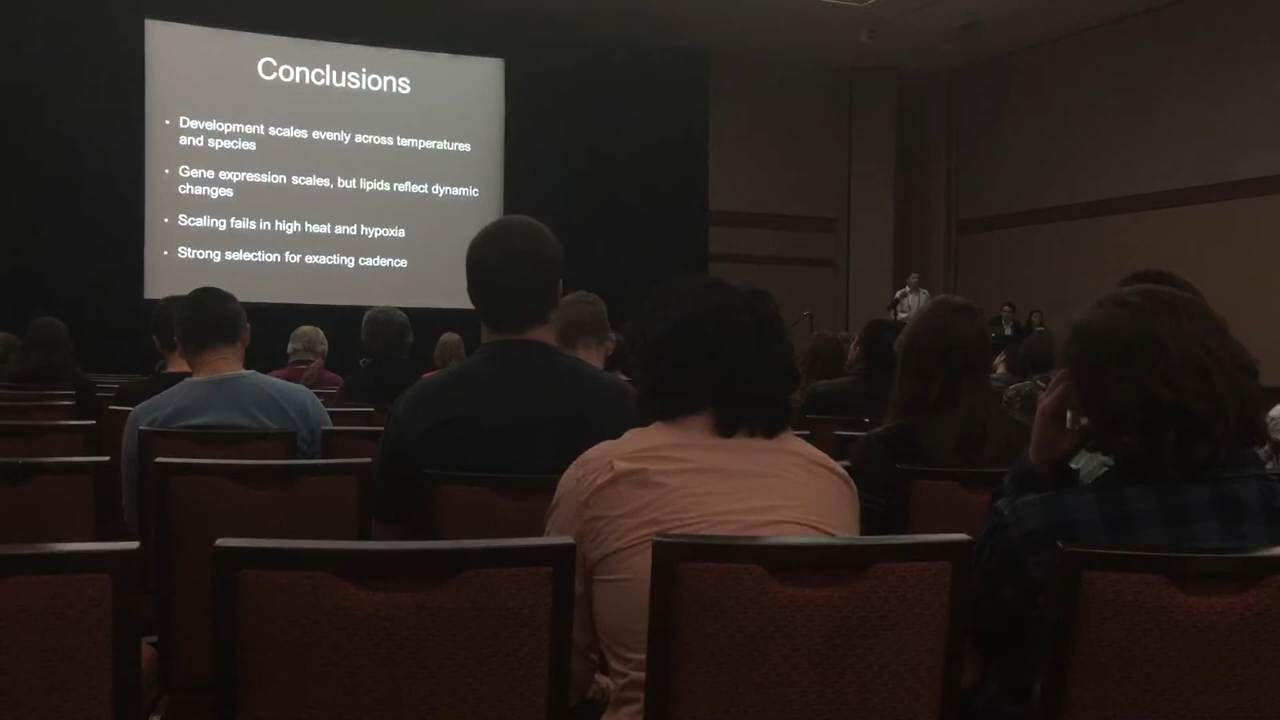 Conclusions
• Development scales evenly across temperatures
and species
• Gene expression scales, but lipids reflect dynamic
changes
• Scaling fails in high heat and hypoxia
• Strong selection for exacting cadence